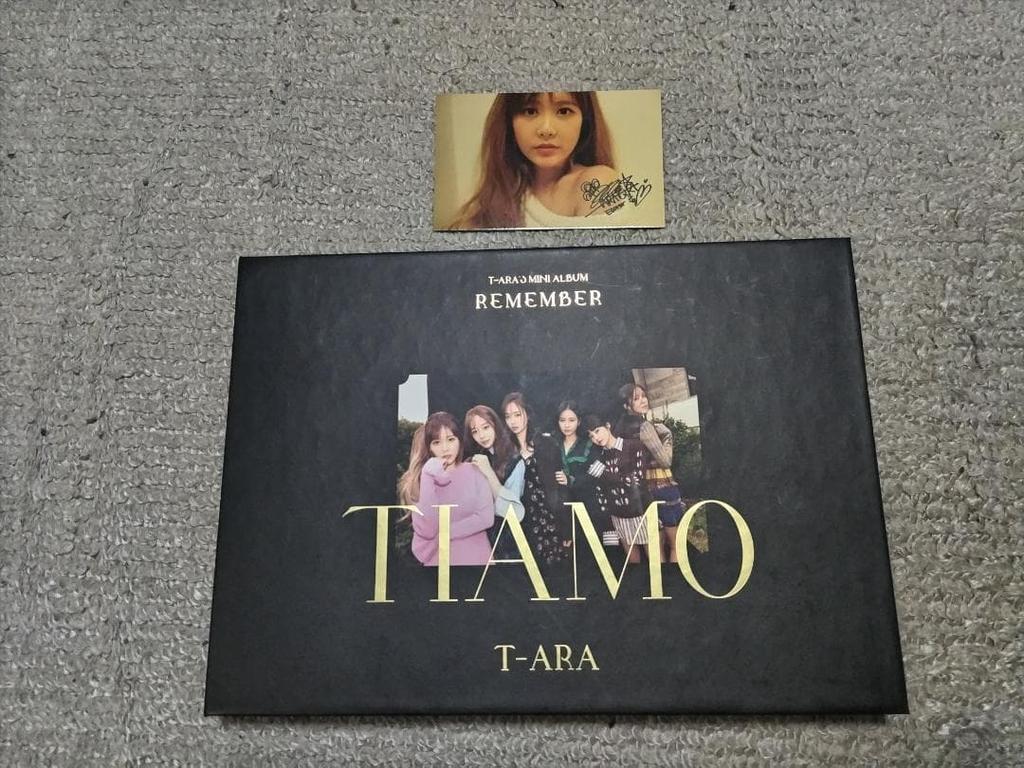 T-ARA'S MINI ALBUM
REMEMBER
TIAMO
T-ARA